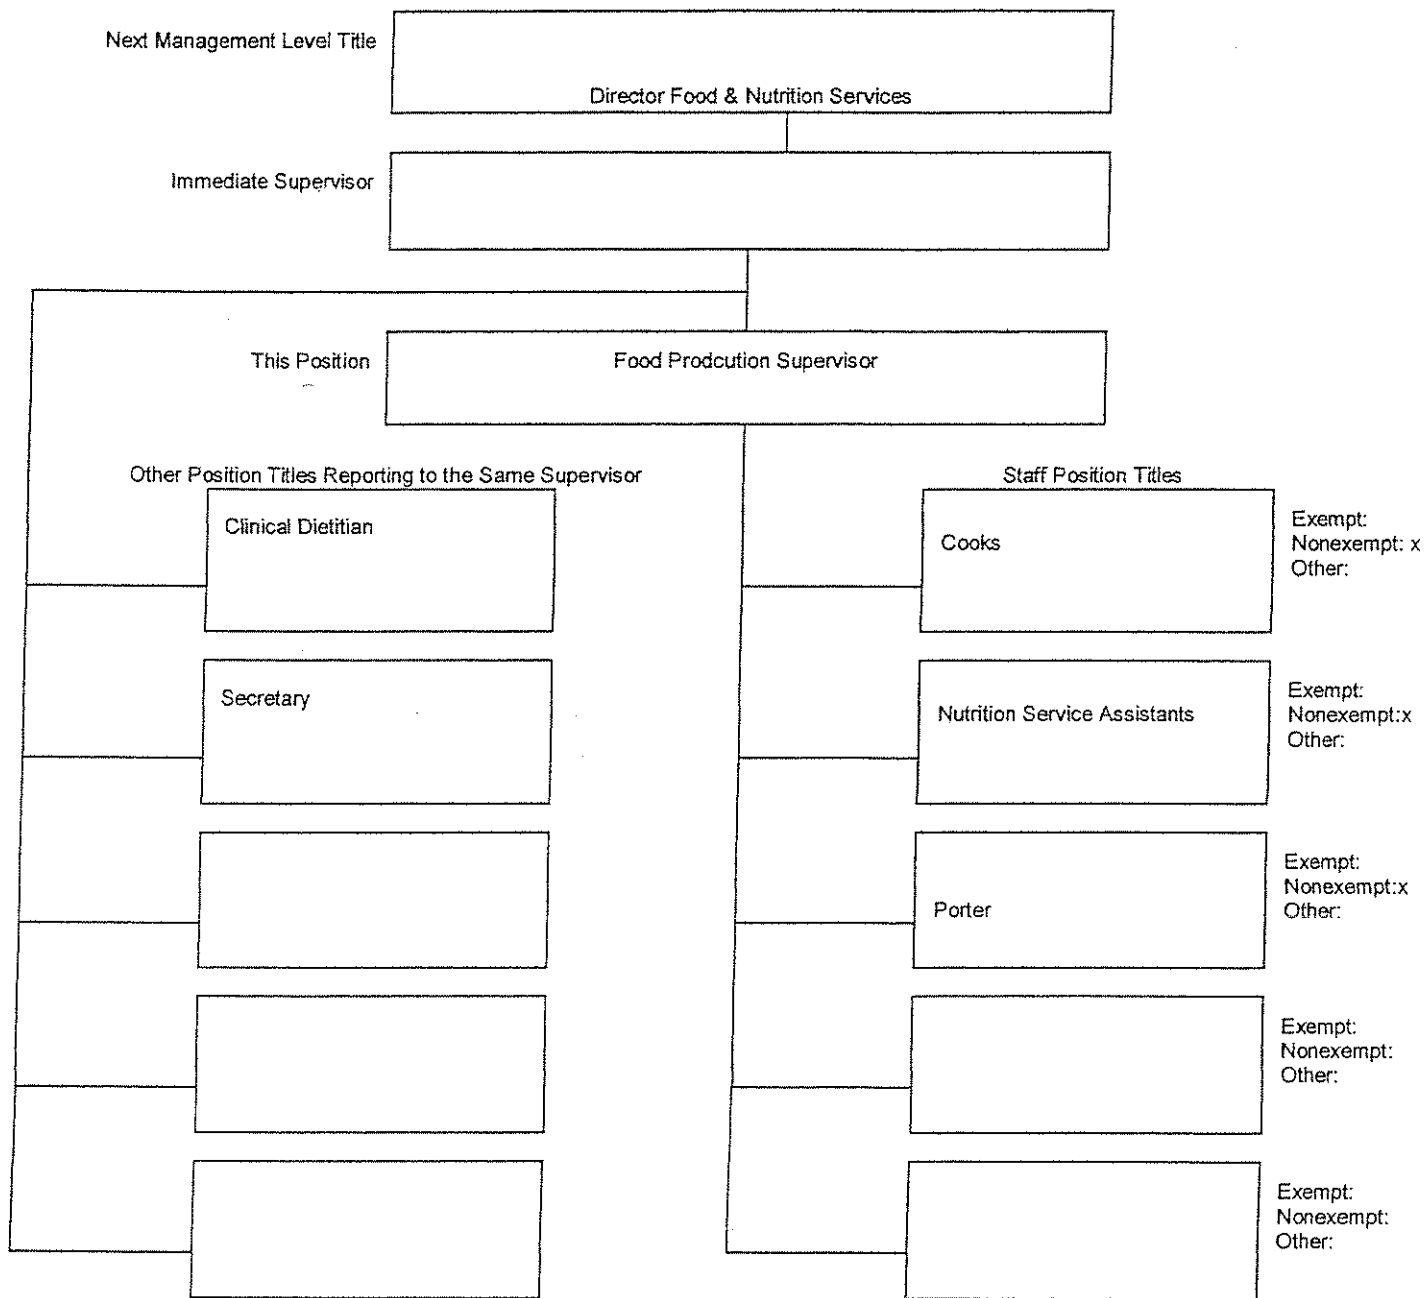 Next Management Level Title
Director Food & Nutrition Services
Immediate Supervisor
This Position
Food Prodcution Supervisor
Other Position Titles Reporting to the Same Supervisor
Staff Position Titles
Clinical Dietitian
Cooks
Exempt:
Nonexempt: x
Other:
Secretary
Nutrition Service Assistants
Exempt:
Nonexempt:x
Other:
Porter
Exempt:
Nonexempt:x
Other:
Exempt:
Nonexempt:
Other:
Exempt:
Nonexempt:
Other: